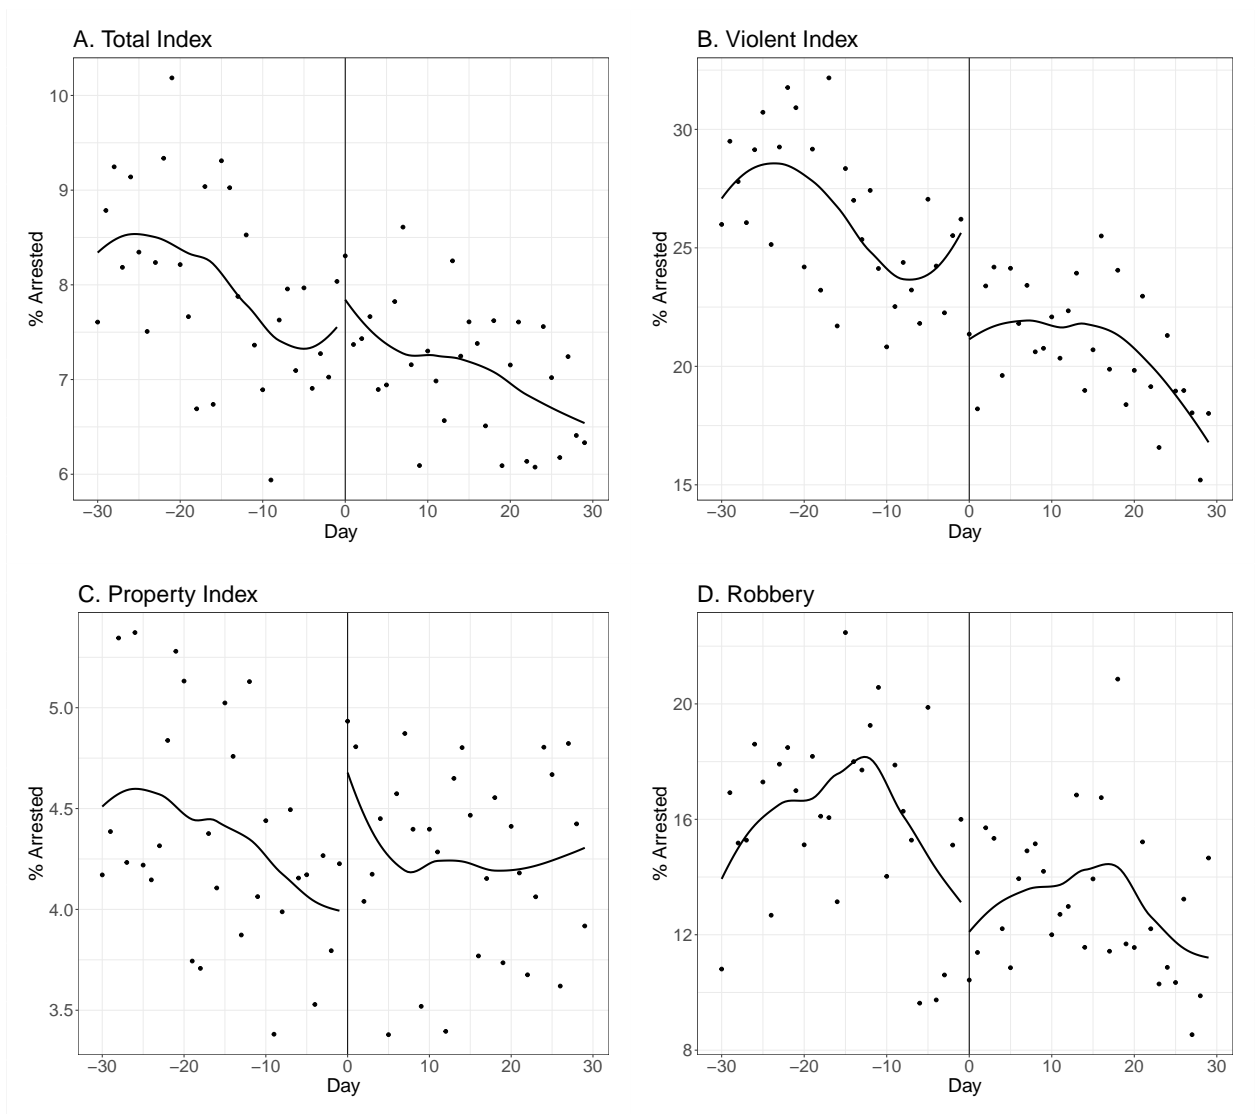 A. Total Index
% Arrested
10
9
8
7
6
−30 −20 −10 0 10 20 30
Day
B. Violent Index
% Arrested
30
25
20
15
−30 −20 −10 0 10 20 30
Day
C. Property Index
% Arrested
5.0
4.5
4.0
3.5
−30 −20 −10 0 10 20 30
Day
D. Robbery
% Arrested
20
16
12
8
−30 −20 −10 0 10 20 30
Day